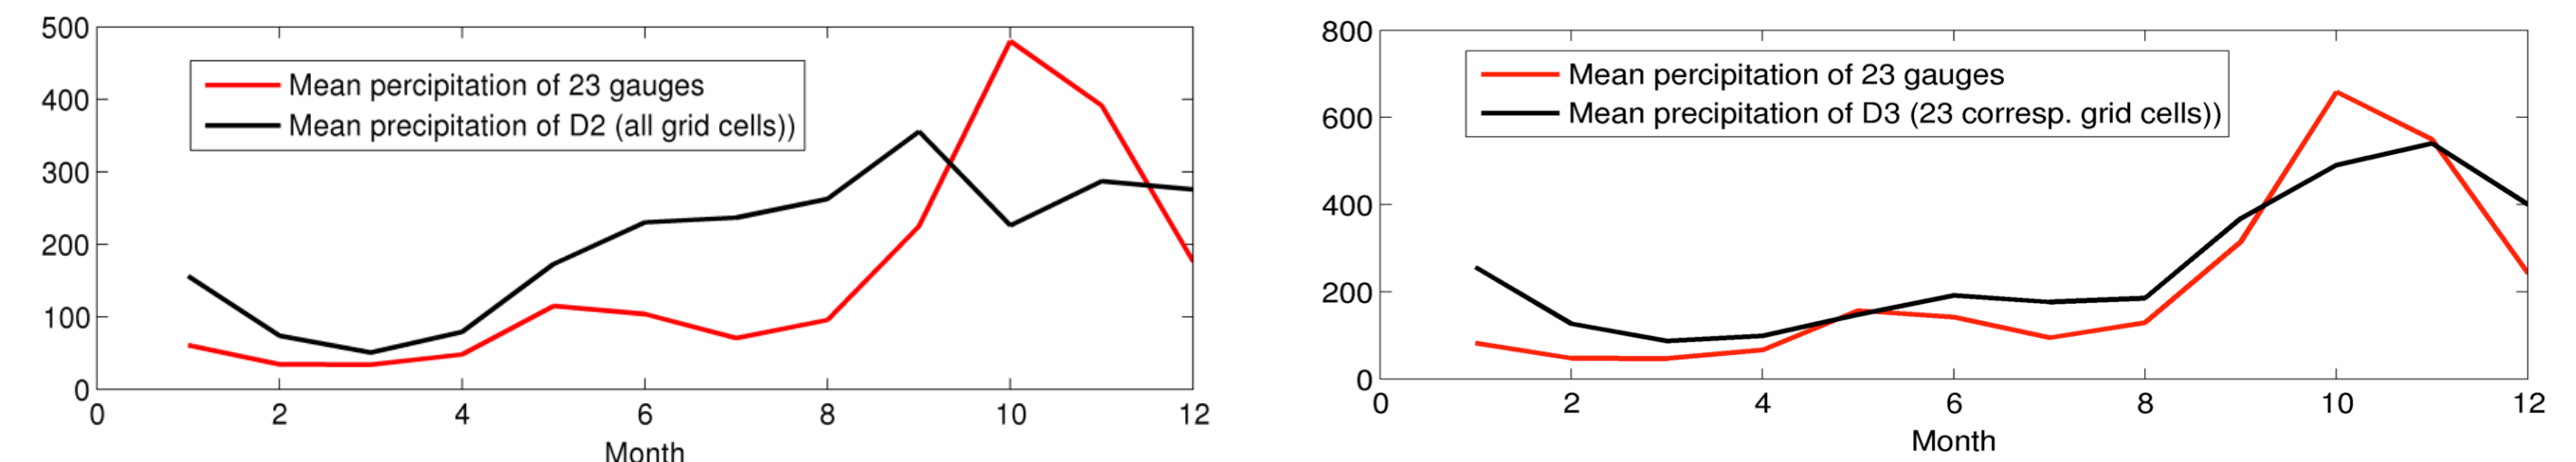 500
400
300
200
100
0
Mean percipitation of 23 gauges
Mean precipitation of D2 (all grid cells))
0 2 4 6 8 10 12
Month
800
600
400
200
0
Mean percipitation of 23 gauges
Mean precipitation of D3 (23 corresp. grid cells))
0 2 4 6 8 10 12
Month